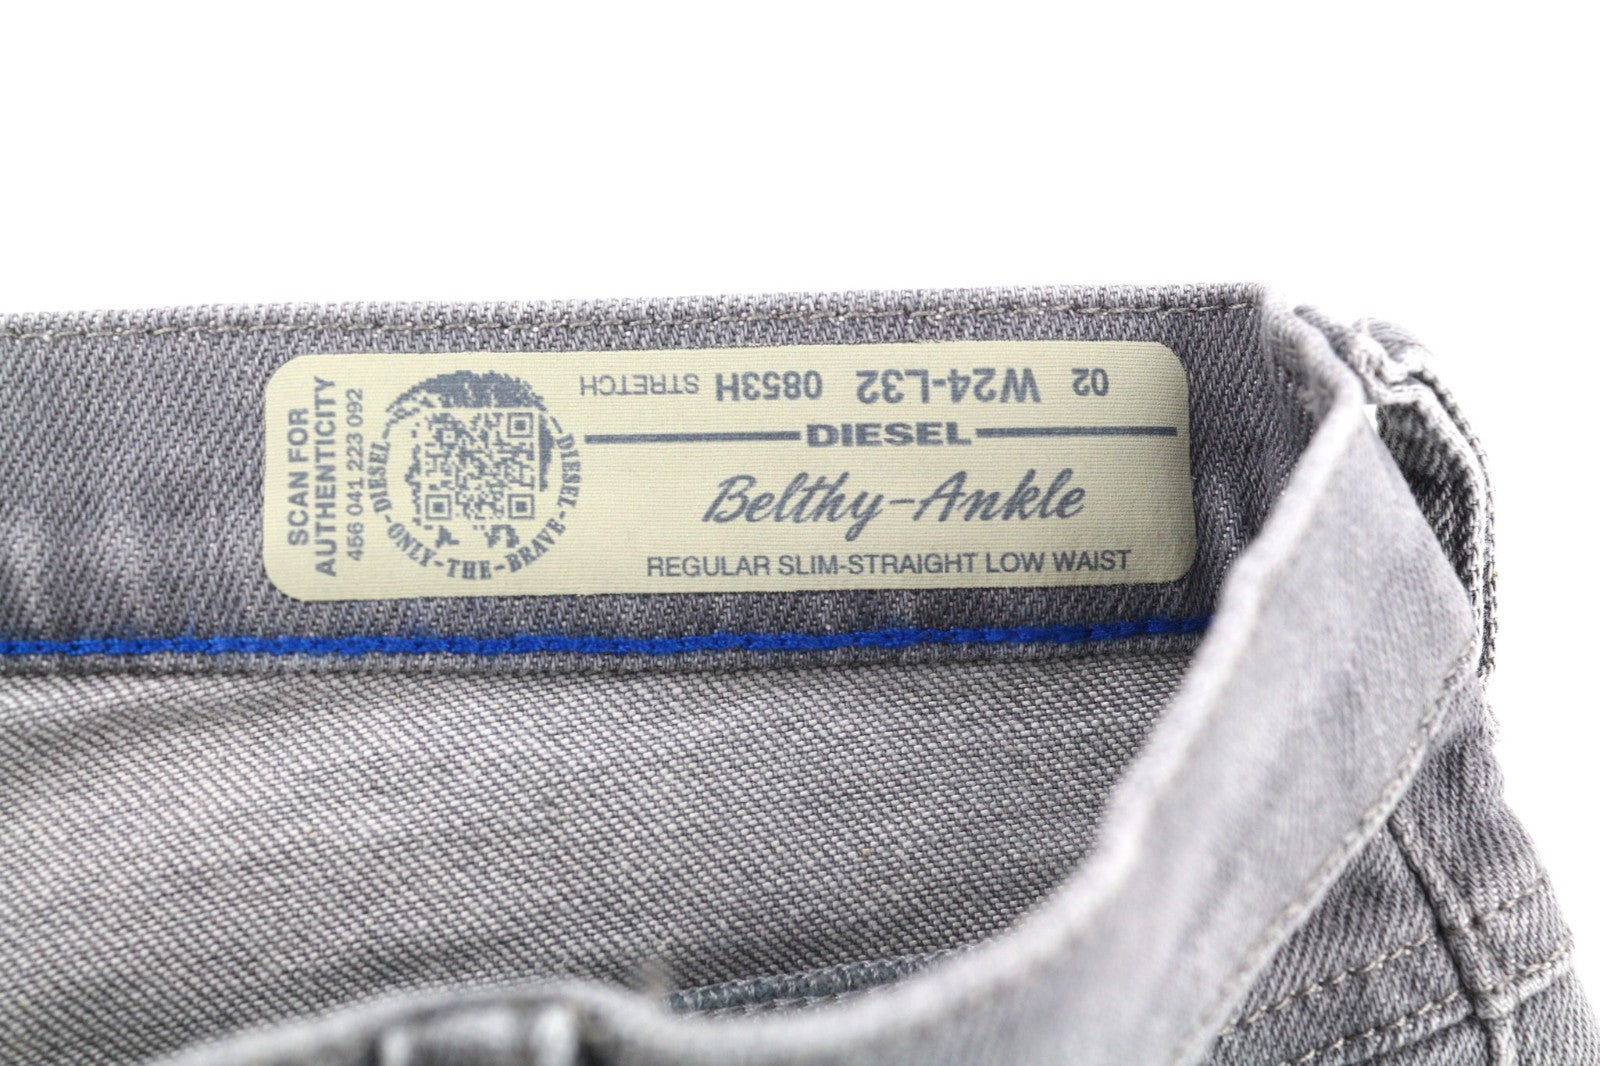 SCAN FOR
AUTHENTICITY
456 041 223 092
DIESEL-ONLY-THE-BRAVE-DIESEL
02 W24-L32 0853H STRETCH
DIESEL
Belthy-Ankle
REGULAR SLIM-STRAIGHT LOW WAIST